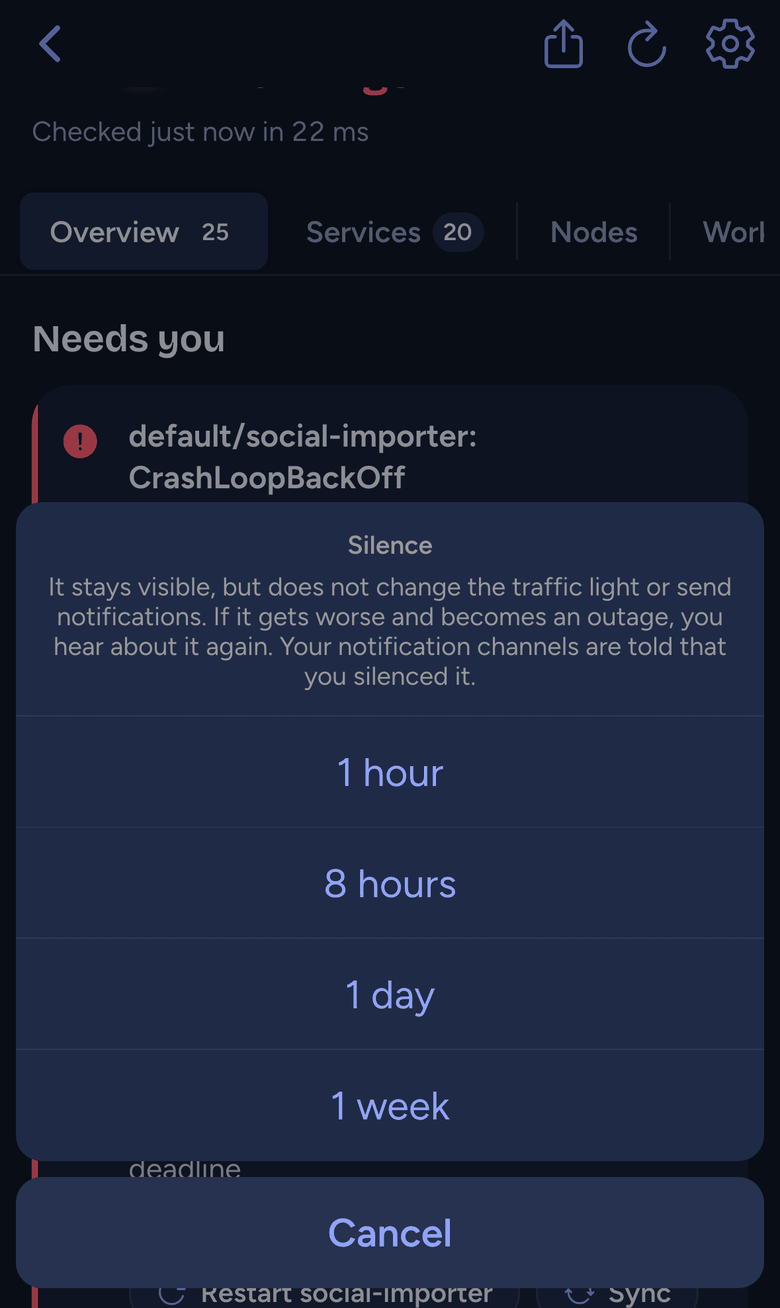 Checked just now in 22 ms
Overview 25 Services 20 Nodes
Needs you
default/social-importer:
CrashLoopBackOff
Silence
It stays visible, but does not change the traffic light or send
notifications. If it gets worse and becomes an outage, you
hear about it again. Your notification channels are told that
you silenced it.
1 hour
8 hours
1 day
1 week
deadline
Cancel
Restart social-importer Sync